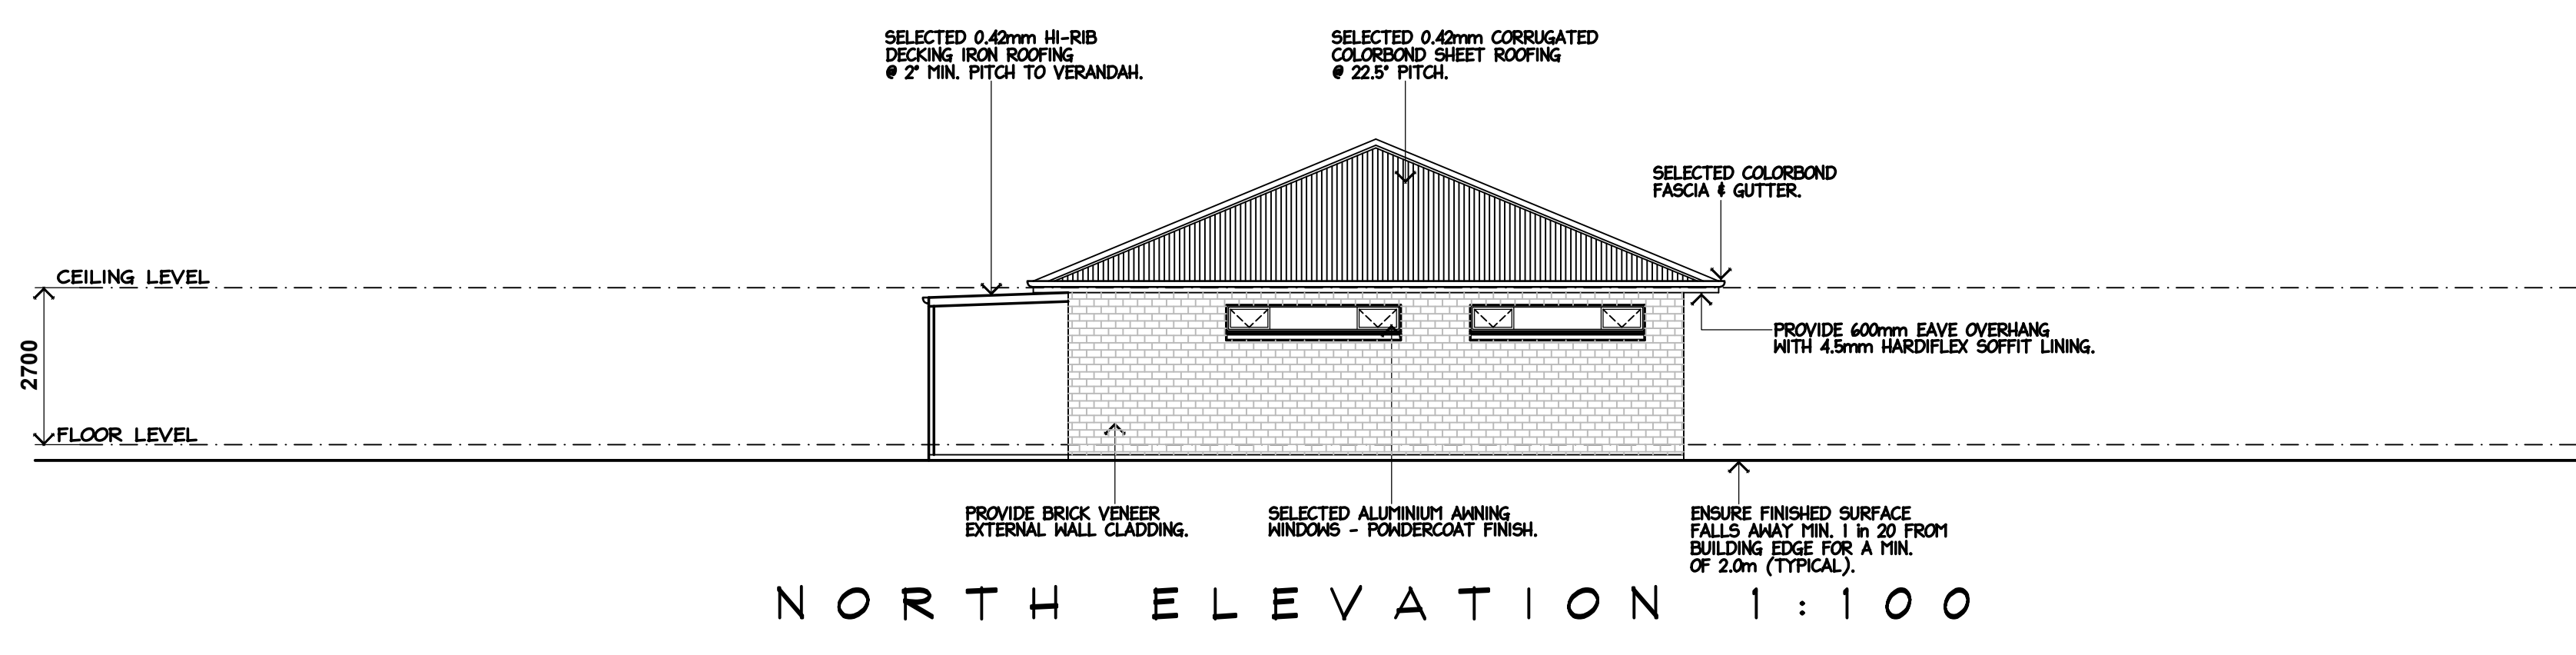 SELECTED 0.42mm HI-RIB
DECKING IRON ROOFING
@ 2° MIN. PITCH TO VERANDAH.
SELECTED 0.42mm CORRUGATED
COLORBOND SHEET ROOFING
@ 22.5° PITCH.
SELECTED COLORBOND
FASCIA & GUTTER.
CEILING LEVEL
PROVIDE 600mm EAVE OVERHANG
WITH 4.5mm HARDIFLEX SOFFIT LINING.
2700
FLOOR LEVEL
PROVIDE BRICK VENEER
EXTERNAL WALL CLADDING.
SELECTED ALUMINIUM AWNING
WINDOWS - POWDERCOAT FINISH.
ENSURE FINISHED SURFACE
FALLS AWAY MIN. 1 in 20 FROM
BUILDING EDGE FOR A MIN.
OF 2.0m (TYPICAL).
NORTH ELEVATION 1:100